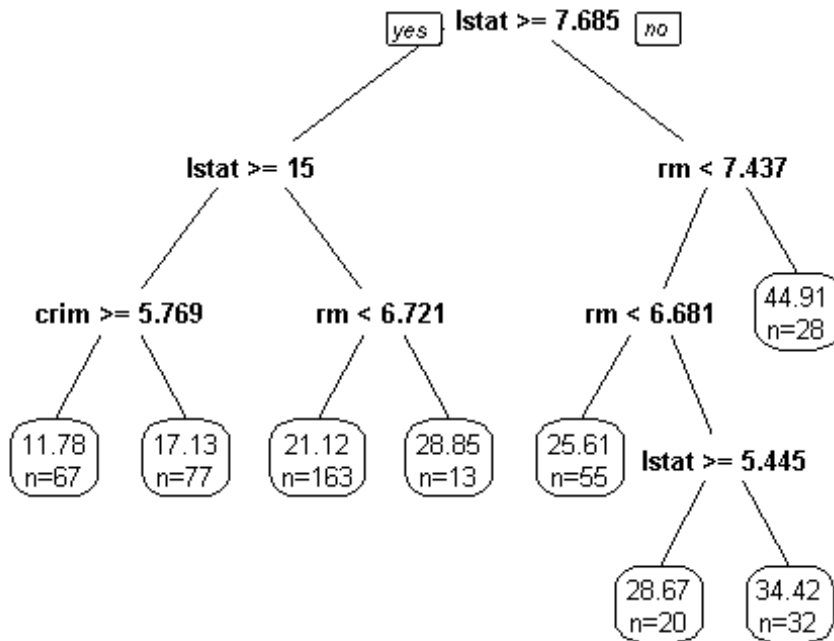 yes lstat >= 7.685 no
lstat >= 15
rm < 7.437
crim >= 5.769
rm < 6.721
rm < 6.681
44.91
n=28
11.78
n=67
17.13
n=77
21.12
n=163
28.85
n=13
25.61
n=55
lstat >= 5.445
28.67
n=20
34.42
n=32